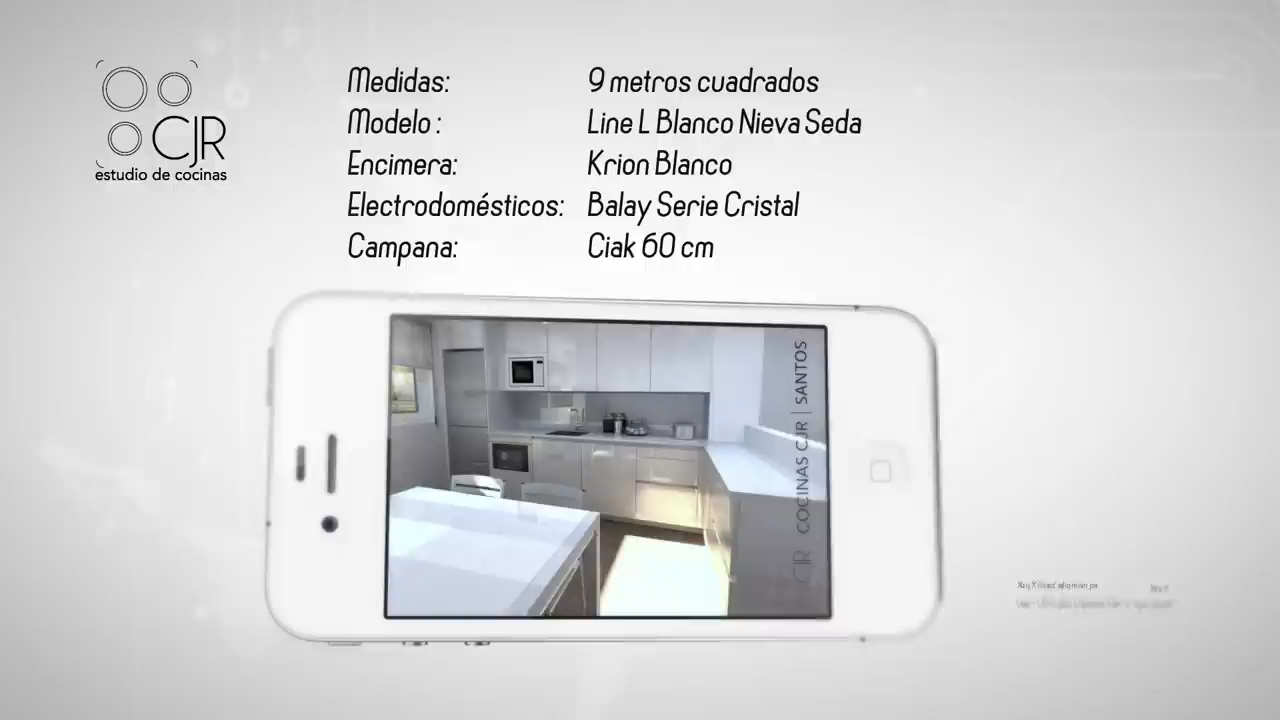 CJR
estudio de cocinas
Medidas: 9 metros cuadrados
Modelo : Line L Blanco Nieva Seda
Encimera: Krion Blanco
Electrodomésticos: Balay Serie Cristal
Campana: Ciak 60 cm
CJR COCINAS CJR | SANTOS